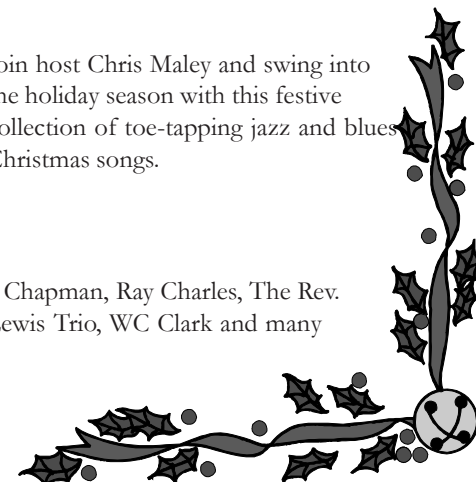 oin host Chris Maley and swing into
he holiday season with this festive
ollection of toe-tapping jazz and blues
Christmas songs.
Chapman, Ray Charles, The Rev.
ewis Trio, WC Clark and many